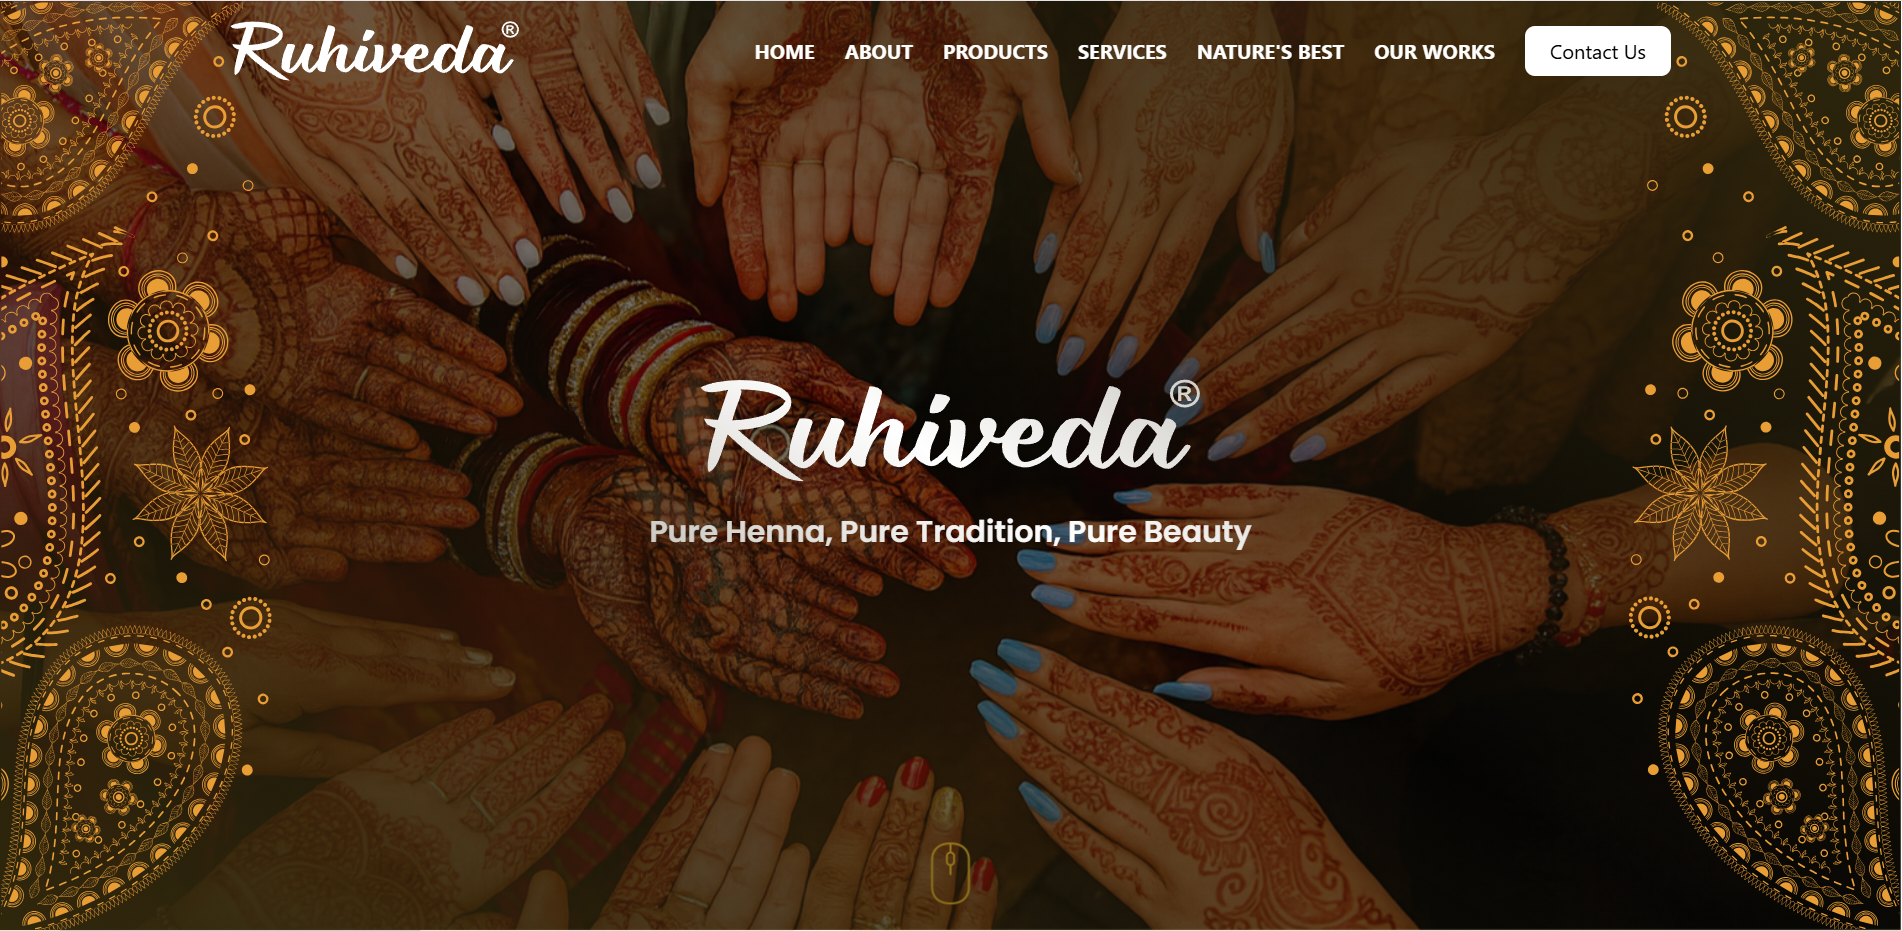 Ruhiveda®
HOME ABOUT PRODUCTS SERVICES NATURE'S BEST OUR WORKS Contact Us
Ruhiveda®
Pure Henna, Pure Tradition, Pure Beauty